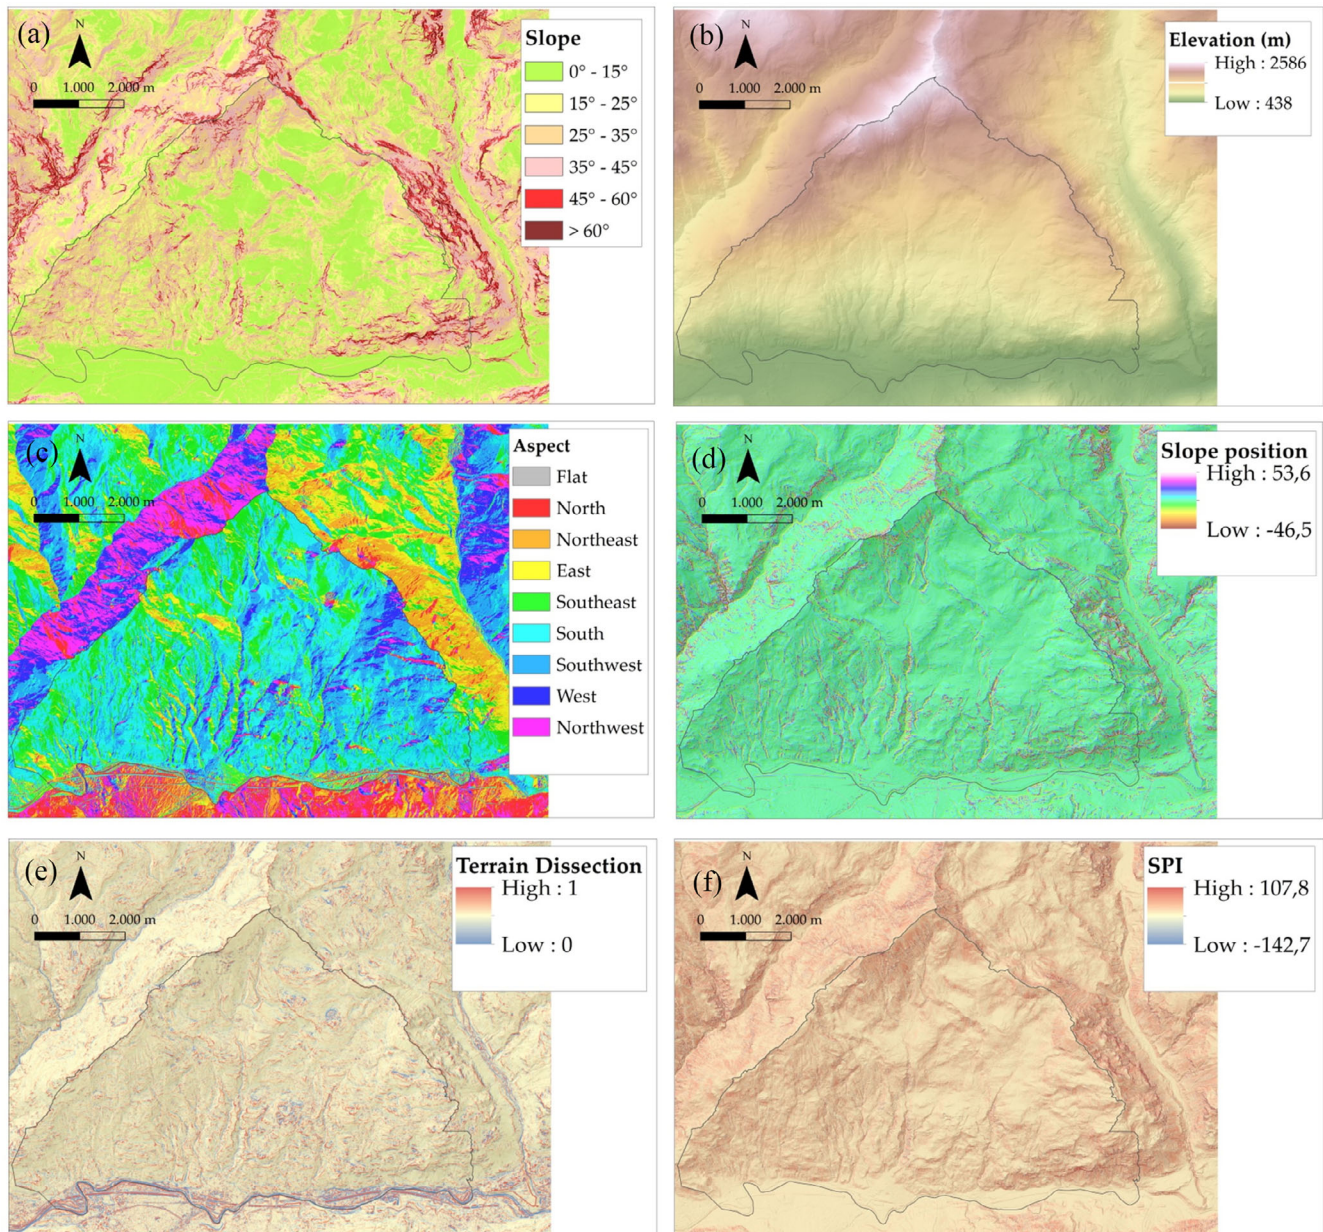 (a)
N
0 1.000 2.000 m
Slope
0° - 15°
15° - 25°
25° - 35°
35° - 45°
45° - 60°
> 60°
(b)
N
0 1.000 2.000 m
Elevation (m)
High : 2586
Low : 438
(c)
N
0 1.000 2.000 m
Aspect
Flat
North
Northeast
East
Southeast
South
Southwest
West
Northwest
(d)
N
0 1.000 2.000 m
Slope position
High : 53,6
Low : -46,5
(e)
N
0 1.000 2.000 m
Terrain Dissection
High : 1
Low : 0
(f)
N
0 1.000 2.000 m
SPI
High : 107,8
Low : -142,7